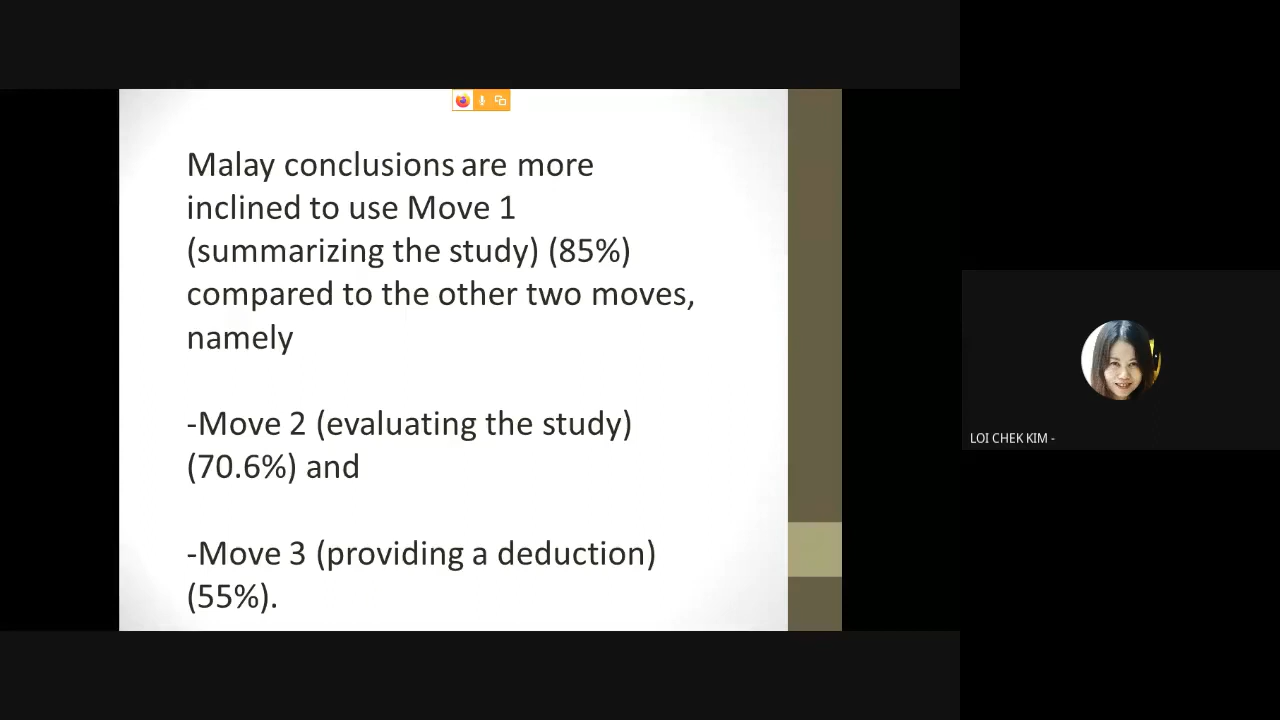 Malay conclusions are more
inclined to use Move 1
(summarizing the study) (85%)
compared to the other two moves,
namely
-Move 2 (evaluating the study)
(70.6%) and
-Move 3 (providing a deduction)
(55%).
LOI CHEK KIM -